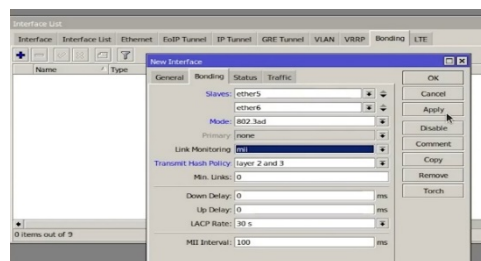 Interface List
Interface Interface List Ethernet EoIP Tunnel IP Tunnel GRE Tunnel VLAN VRRP Bonding LTE
Name Type
New Interface
General Bonding Status Traffic
Slaves: ether5
ether6
Mode: 802.3ad
Primary none
Link Monitoring mii
Transmit Hash Policy: layer 2 and 3
Min. Links: 0
Down Delay: 0 ms
Up Delay: 0 ms
LACP Rate: 30 s
MII Interval: 100 ms
OK
Cancel
Apply
Disable
Comment
Copy
Remove
Torch
0 items out of 9